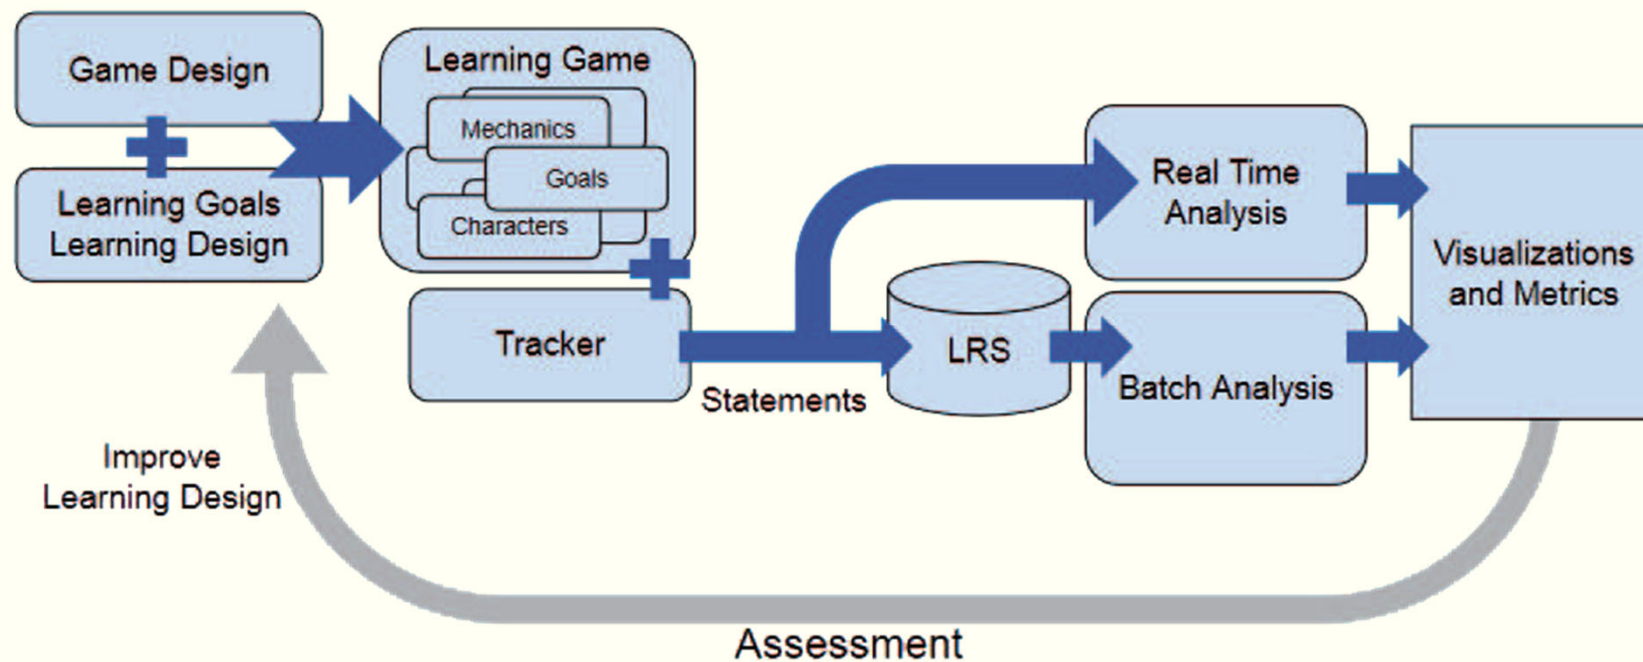 Game Design
Learning Goals
Learning Design
Learning Game
Mechanics
Goals
Characters
Tracker
Statements
LRS
Real Time
Analysis
Batch Analysis
Visualizations
and Metrics
Improve
Learning Design
Assessment